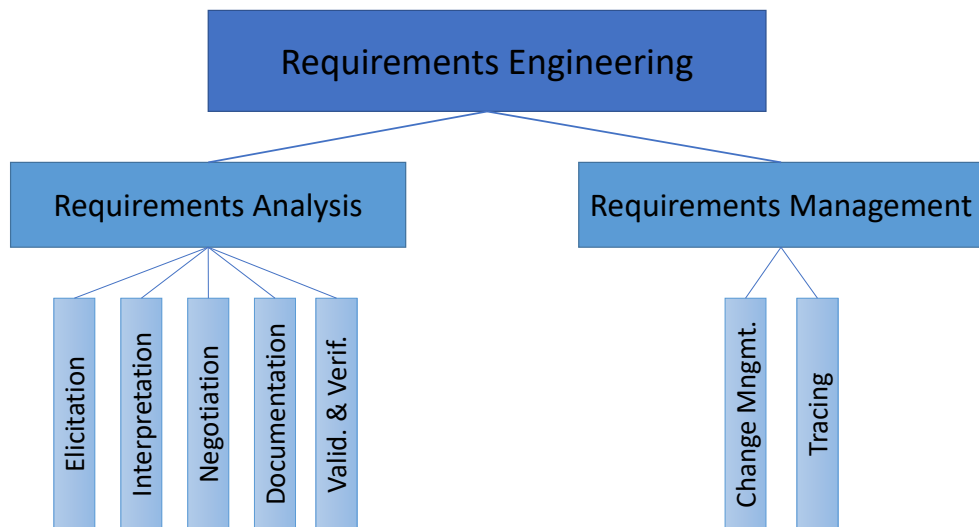 Requirements Engineering
Requirements Analysis
Requirements Management
Elicitation
Interpretation
Negotiation
Documentation
Valid. & Verif.
Change Mngmt.
Tracing